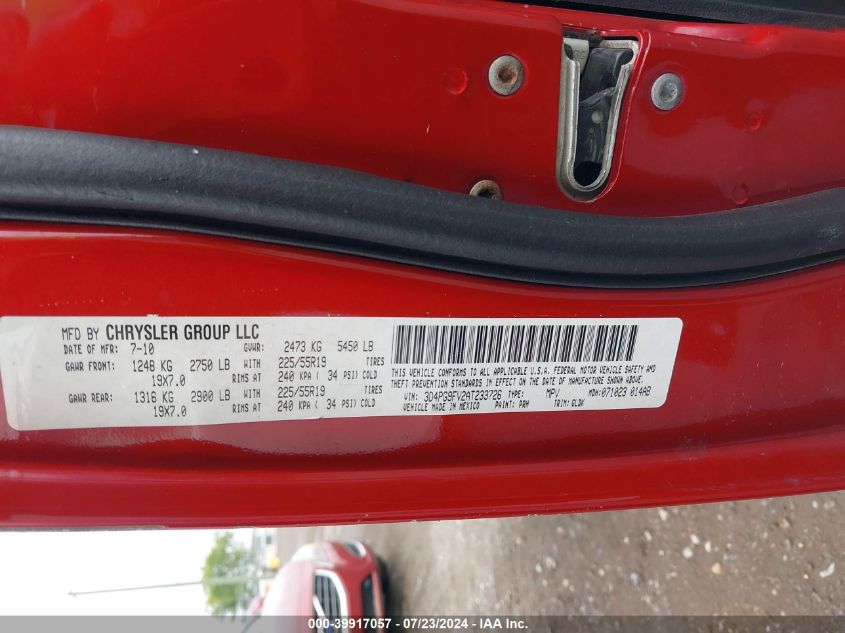 MFD BY CHRYSLER GROUP LLC
DATE OF MFR: 7-10 GVWR: 2473 KG 5450 LB
GAWR FRONT: 1248 KG 2750 LB WITH 225/55R19 TIRES
19X7.0 RIMS AT 240 KPA ( 34 PSI) COLD
GAWR REAR: 1316 KG 2900 LB WITH 225/55R19 TIRES
19X7.0 RIMS AT 240 KPA ( 34 PSI) COLD
THIS VEHICLE CONFORMS TO ALL APPLICABLE U.S.A. FEDERAL MOTOR VEHICLE SAFETY AND
THEFT PREVENTION STANDARDS IN EFFECT ON THE DATE OF MANUFACTURE SHOWN ABOVE.
VIN: 3D4PG9FV2AT233726 TYPE: MPV MDH: 071023 014AB
VEHICLE MADE IN MEXICO PAINT: PRH TRIM: GLDK
000-39917057 - 07/23/2024 - IAA Inc.